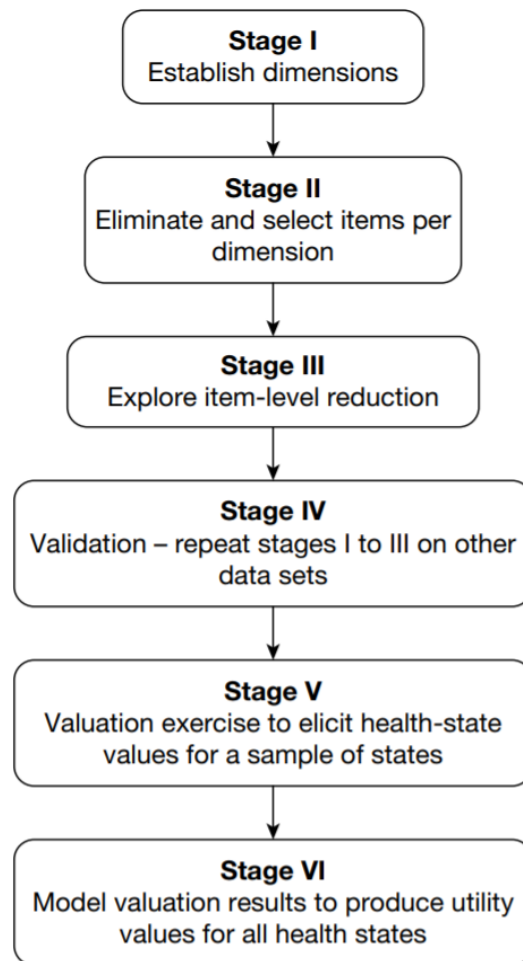 Stage I
Establish dimensions
Stage II
Eliminate and select items per
dimension
Stage III
Explore item-level reduction
Stage IV
Validation – repeat stages I to III on other
data sets
Stage V
Valuation exercise to elicit health-state
values for a sample of states
Stage VI
Model valuation results to produce utility
values for all health states